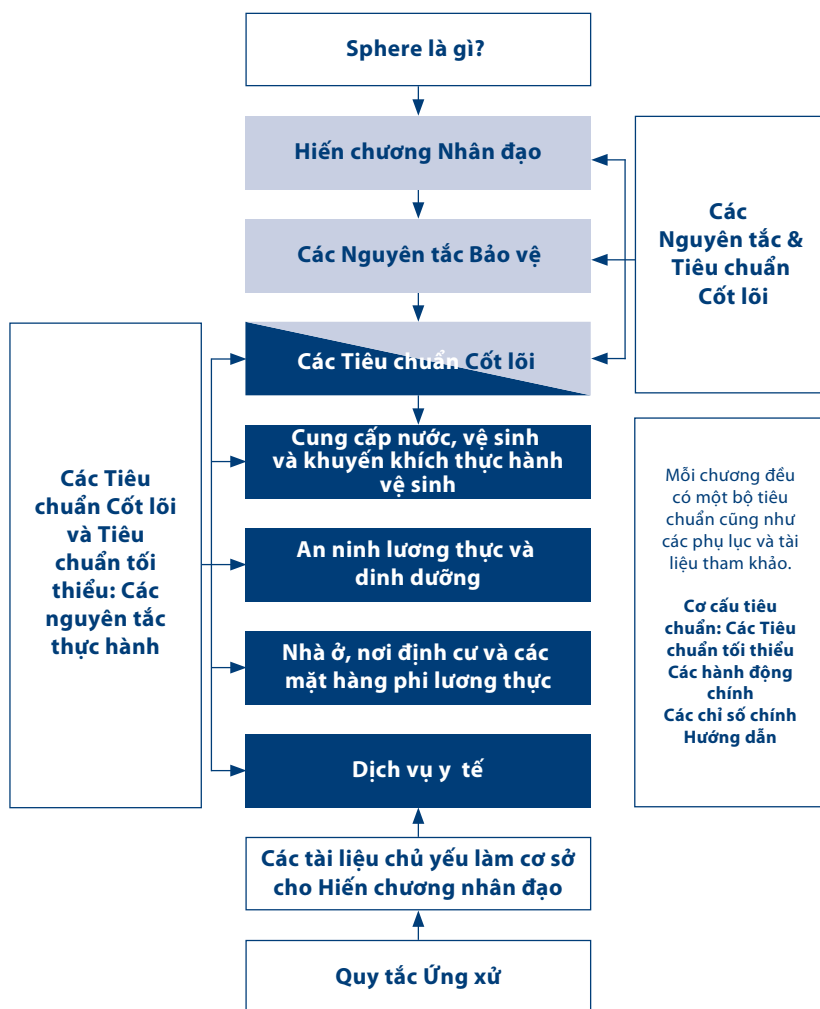 Sphere là gì?
Hiến chương Nhân đạo
Các Nguyên tắc Bảo vệ
Các Tiêu chuẩn Cốt lõi
Cung cấp nước, vệ sinh
và khuyến khích thực hành
vệ sinh
An ninh lương thực và
dinh dưỡng
Nhà ở, nơi định cư và các
mặt hàng phi lương thực
Dịch vụ y tế
Các tài liệu chủ yếu làm cơ sở
cho Hiến chương nhân đạo
Quy tắc Ứng xử
Các Tiêu
chuẩn Cốt lõi
và Tiêu
chuẩn tối
thiểu: Các
nguyên tắc
thực hành
Các
Nguyên tắc &
Tiêu chuẩn
Cốt lõi
Mỗi chương đều
có một bộ tiêu
chuẩn cũng như
các phụ lục và tài
liệu tham khảo.
Cơ cấu tiêu
chuẩn: Các Tiêu
chuẩn tối thiểu
Các hành động
chính
Các chỉ số chính
Hướng dẫn